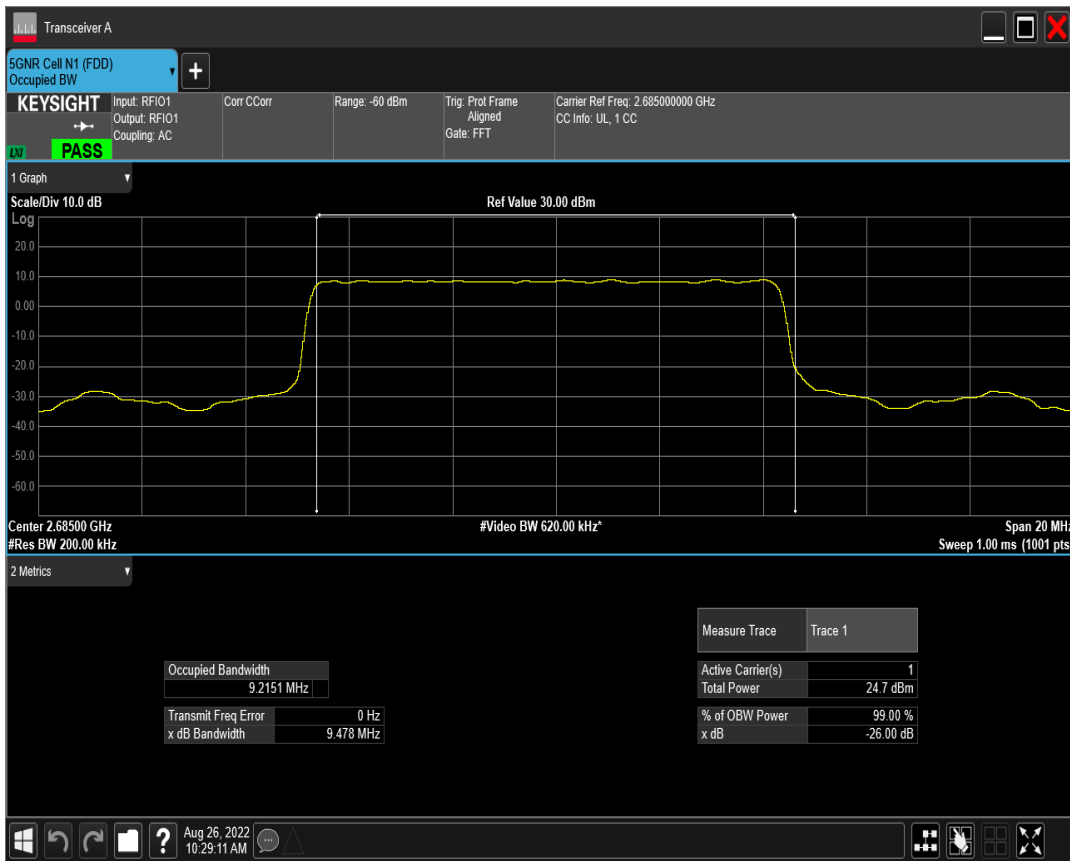 Transceiver A
5GNR Cell N1 (FDD)
Occupied BW
+
KEYSIGHT
LXI
PASS
Input: RFIO1
Output: RFIO1
Coupling: AC
Corr CCorr
Range: -60 dBm
Trig: Prot Frame
Aligned
Gate: FFT
Carrier Ref Freq: 2.685000000 GHz
CC Info: UL, 1 CC
1 Graph
Scale/Div 10.0 dB
Ref Value 30.00 dBm
Log
20.0
10.0
0.00
-10.0
-20.0
-30.0
-40.0
-50.0
-60.0
Center 2.68500 GHz
#Video BW 620.00 kHz*
Span 20 MHz
#Res BW 200.00 kHz
Sweep 1.00 ms (1001 pts
2 Metrics
Measure Trace Trace 1
Occupied Bandwidth
9.2151 MHz
Transmit Freq Error 0 Hz
x dB Bandwidth 9.478 MHz
Active Carrier(s) 1
Total Power 24.7 dBm
% of OBW Power 99.00 %
x dB -26.00 dB
?
Aug 26, 2022
10:29:11 AM